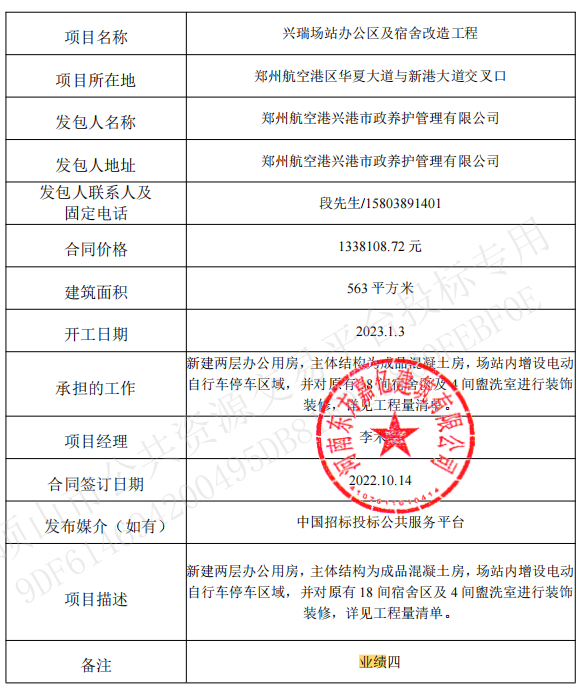 项目名称
兴瑞场站办公区及宿舍改造工程
项目所在地
郑州航空港区华夏大道与新港大道交叉口
发包人名称
郑州航空港兴港市政养护管理有限公司
发包人地址
郑州航空港兴港市政养护管理有限公司
发包人联系人及
固定电话
段先生/15803891401
合同价格
1338108.72 元
建筑面积
563 平方米
开工日期
2023.1.3
承担的工作
新建两层办公用房，主体结构为成品混凝土房，场站内增设电动
自行车停车区域，并对原有 18 间宿舍区及 4 间盥洗室进行装饰
装修，详见工程量清单。
项目经理
李
合同签订日期
2022.10.14
发布媒介（如有）
中国招标投标公共服务平台
项目描述
新建两层办公用房，主体结构为成品混凝土房，场站内增设电动
自行车停车区域，并对原有 18 间宿舍区及 4 间盥洗室进行装饰
装修，详见工程量清单。
备注
业绩四
河南东方嘉亿建筑有限公司